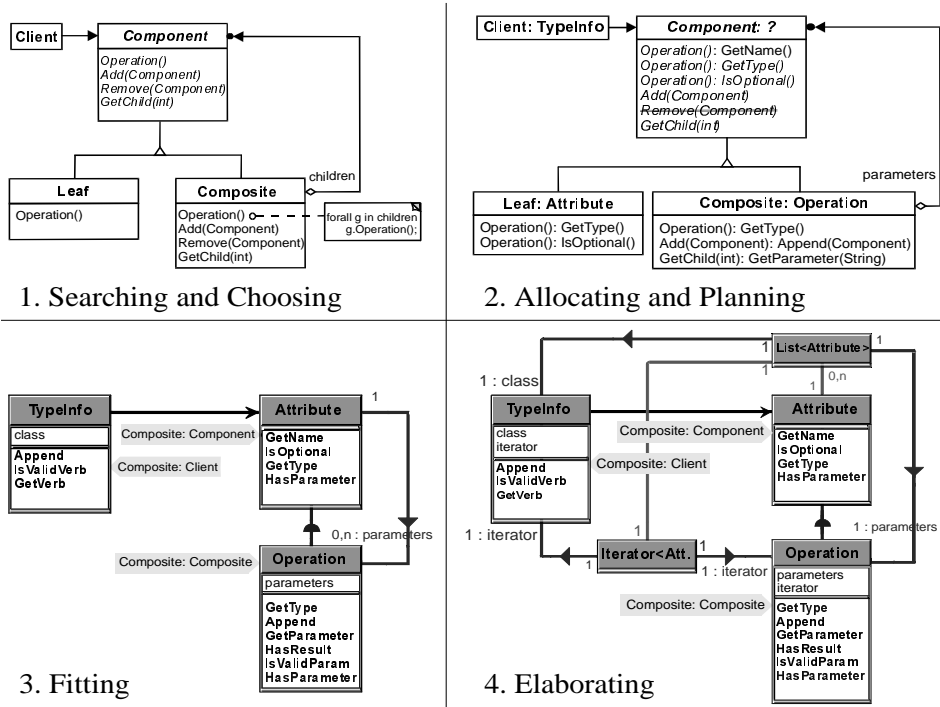 Client
Component
Operation()
Add(Component)
Remove(Component)
GetChild(int)
children
Leaf
Operation()
Composite
Operation()
Add(Component)
Remove(Component)
GetChild(int)
forall g in children
g.Operation();
1. Searching and Choosing
Client: TypeInfo
Component: ?
Operation(): GetName()
Operation(): GetType()
Operation(): IsOptional()
Add(Component)
Remove(Component)
GetChild(int)
parameters
Leaf: Attribute
Operation(): GetType()
Operation(): IsOptional()
Composite: Operation
Operation(): GetType()
Add(Component): Append(Component)
GetChild(int): GetParameter(String)
2. Allocating and Planning
TypeInfo
class
Append
IsValidVerb
GetVerb
Attribute
1
GetName
IsOptional
GetType
HasParameter
Composite: Component
Composite: Client
0,n : parameters
Composite: Composite
Operation
parameters
GetType
Append
GetParameter
HasResult
IsValidParam
HasParameter
3. Fitting
1
1
List<Attribute>
1
1 : class
1
0,n
TypeInfo
class
iterator
Append
IsValidVerb
GetVerb
Attribute
GetName
IsOptional
GetType
HasParameter
Composite: Component
Composite: Client
1 : iterator
1
1 : parameters
1
Iterator<Att.
1
1 : iterator
Operation
parameters
iterator
GetType
Append
GetParameter
HasResult
IsValidParam
HasParameter
Composite: Composite
4. Elaborating